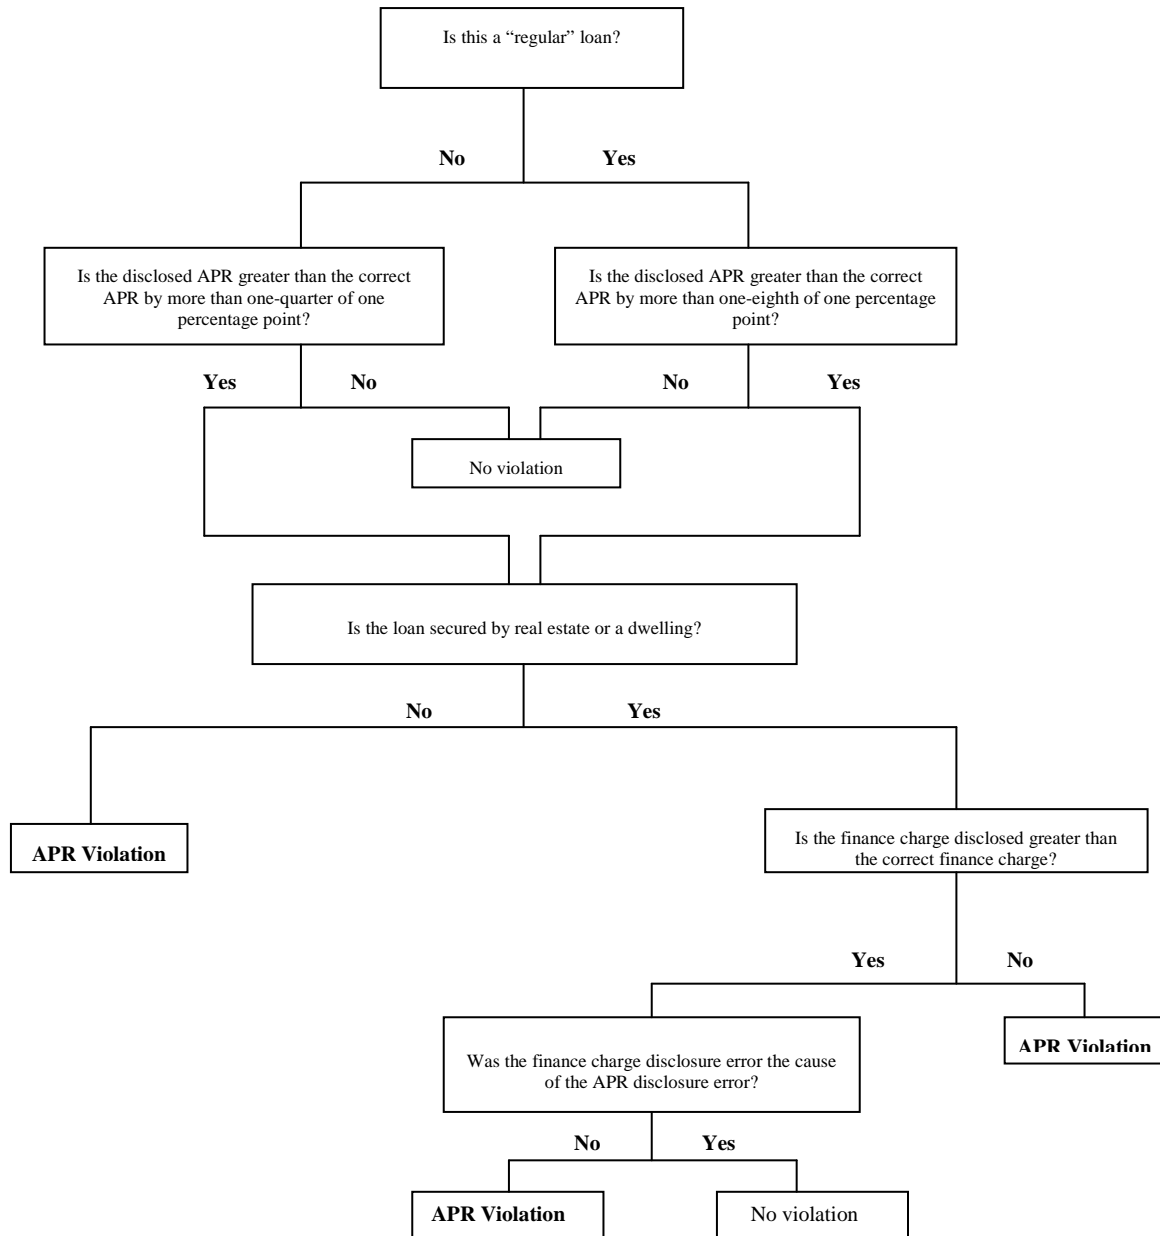 Is this a “regular” loan?
No
Yes
Is the disclosed APR greater than the correct
APR by more than one-quarter of one
percentage point?
Is the disclosed APR greater than the correct
APR by more than one-eighth of one percentage
point?
Yes
No
No
Yes
No violation
Is the loan secured by real estate or a dwelling?
No
Yes
APR Violation
Is the finance charge disclosed greater than
the correct finance charge?
Yes
No
Was the finance charge disclosure error the cause
of the APR disclosure error?
APR Violation
No
Yes
APR Violation
No violation